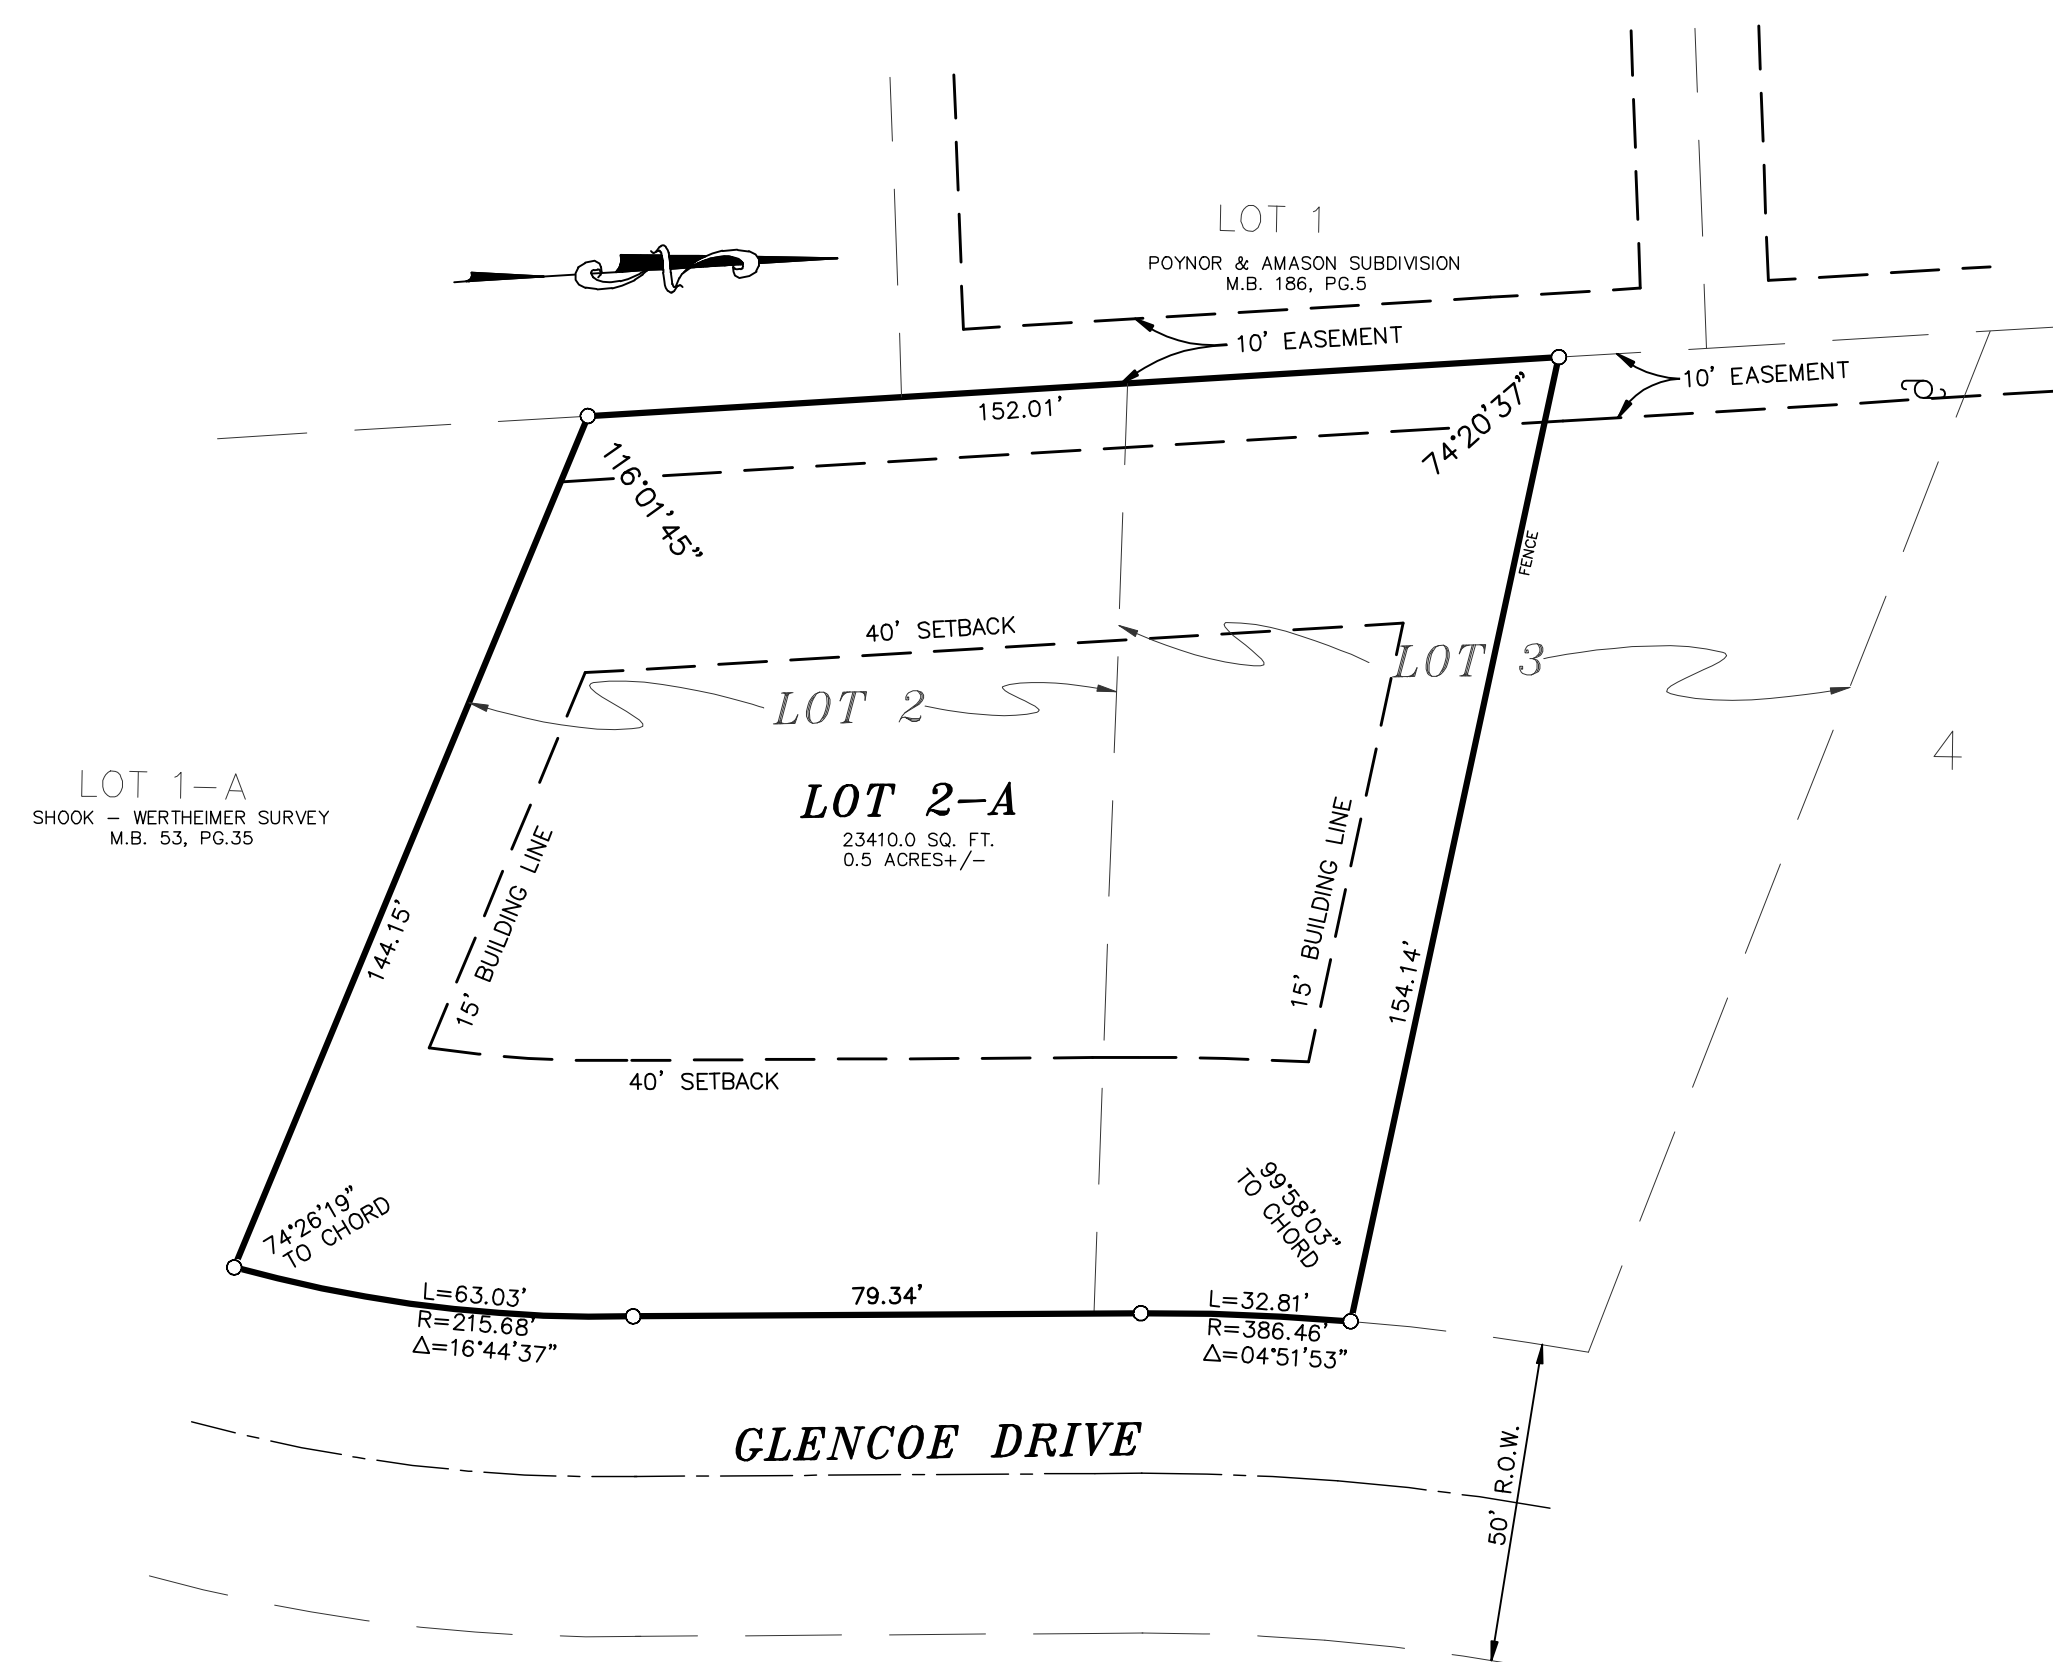 LOT 1
POYNOR & AMASON SUBDIVISION
M.B. 186, PG.5
10' EASEMENT
10' EASEMENT
152.01'
116°01'45"
74°20'37"
FENCE
40' SETBACK
LOT 3
LOT 2
4
LOT 1-A
SHOOK - WERTHEIMER SURVEY
M.B. 53, PG.35
LOT 2-A
23410.0 SQ. FT.
0.5 ACRES+/-
15' BUILDING LINE
15' BUILDING LINE
144.15'
154.14'
40' SETBACK
74°26'19"
TO CHORD
99°58'03"
TO CHORD
L=63.03'
R=215.68'
Δ=16°44'37"
79.34'
L=32.81'
R=386.46'
Δ=04°51'53"
GLENCOE DRIVE
50' R.O.W.